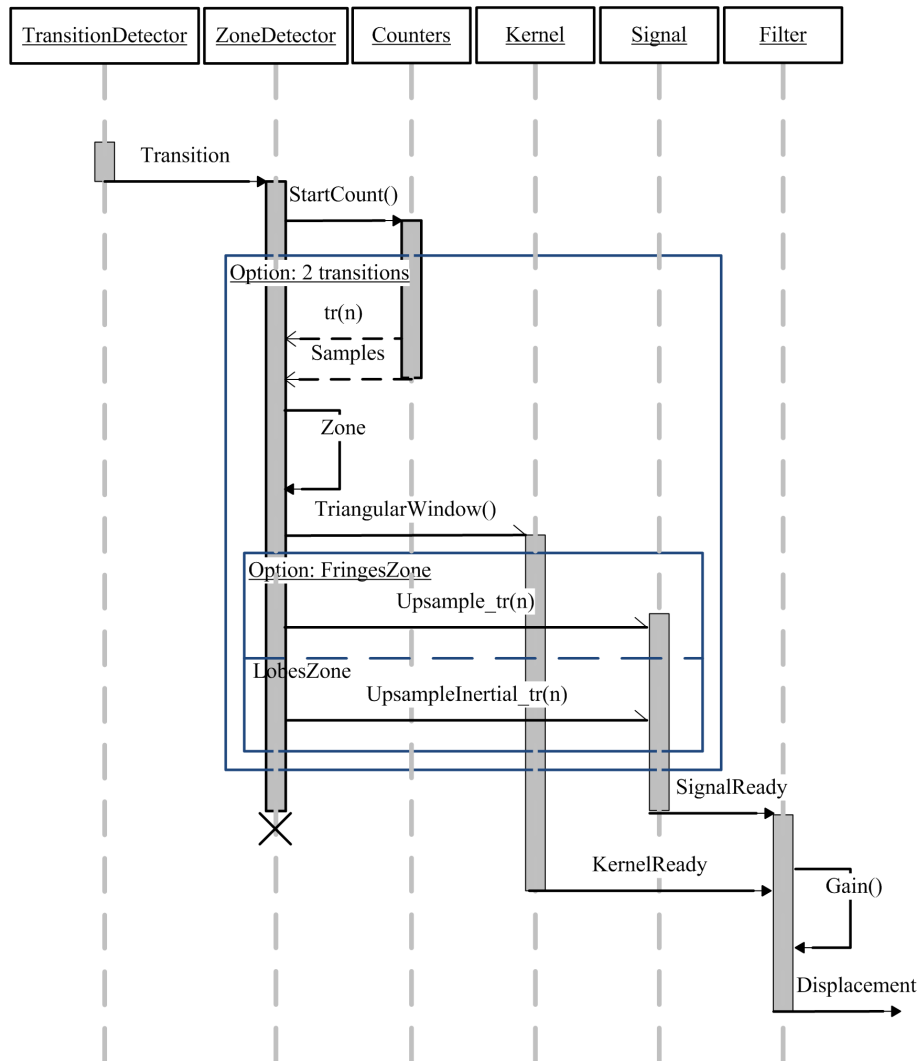 TransitionDetector
ZoneDetector
Counters
Kernel
Signal
Filter
Transition
StartCount()
Option: 2 transitions
tr(n)
Samples
Zone
TriangularWindow()
Option: FringesZone
Upsample_tr(n)
LobesZone
UpsampleInertial_tr(n)
SignalReady
KernelReady
Gain()
Displacement